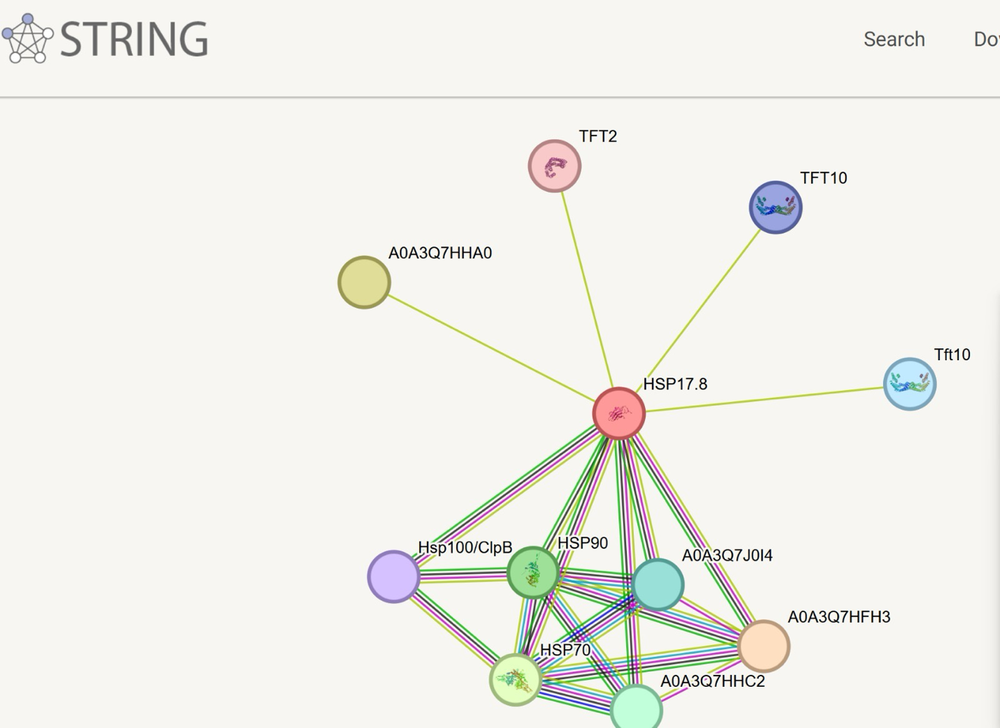 STRING
Search
Do
TFT2
TFT10
A0A3Q7HHA0
Tft10
HSP17.8
Hsp100/ClpB
HSP90
A0A3Q7J0I4
A0A3Q7HFH3
HSP70
A0A3Q7HHC2